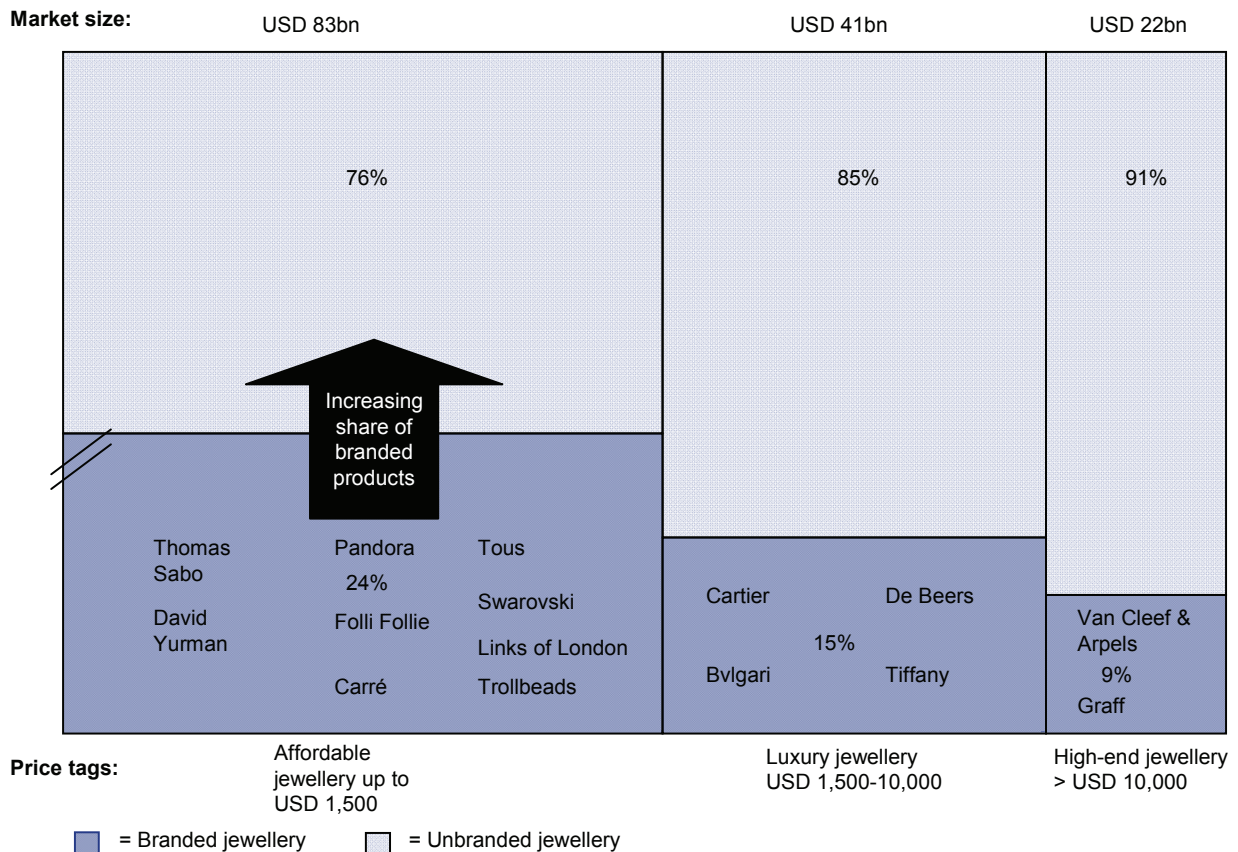 Market size:
USD 83bn
USD 41bn
USD 22bn
76%
85%
91%
Increasing
share of
branded
products
Thomas
Sabo
David
Yurman
Pandora
24%
Folli Follie
Carré
Tous
Swarovski
Links of London
Trollbeads
Cartier
De Beers
15%
Bvlgari
Tiffany
Van Cleef &
Arpels
9%
Graff
Price tags:
Affordable
jewellery up to
USD 1,500
Luxury jewellery
USD 1,500-10,000
High-end jewellery
> USD 10,000
= Branded jewellery
= Unbranded jewellery